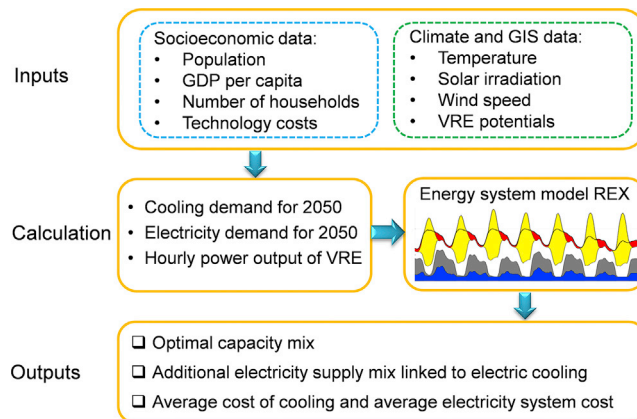 Inputs
Socioeconomic data:
• Population
• GDP per capita
• Number of households
• Technology costs
Climate and GIS data:
• Temperature
• Solar irradiation
• Wind speed
• VRE potentials
Calculation
• Cooling demand for 2050
• Electricity demand for 2050
• Hourly power output of VRE
Energy system model REX
Outputs
❑ Optimal capacity mix
❑ Additional electricity supply mix linked to electric cooling
❑ Average cost of cooling and average electricity system cost